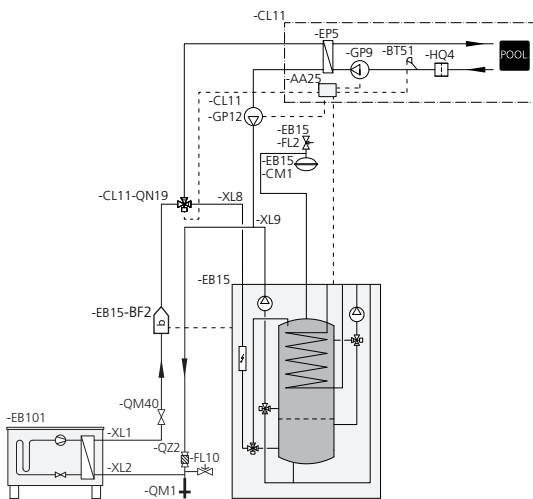 -CL11
-EP5
-GP9
-BT51
-HQ4
POOL
-AA25
-CL11
-GP12
-EB15
-FL2
-EB15
-CM1
-CL11-QN19
-XL8
-XL9
-EB15
-EB15-BF2
b
-QM40
-EB101
-XL1
-QZ2
-FL10
-XL2
-QM1